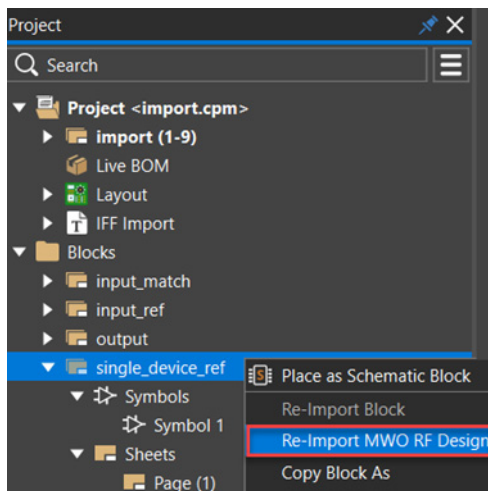 Project
Search
Project <import.cpm>
import (1-9)
Live BOM
Layout
IFF Import
Blocks
input_match
input_ref
output
single_device_ref
Place as Schematic Block
Symbols
Re-Import Block
Symbol 1
Re-Import MWO RF Design
Sheets
Copy Block As
Page (1)